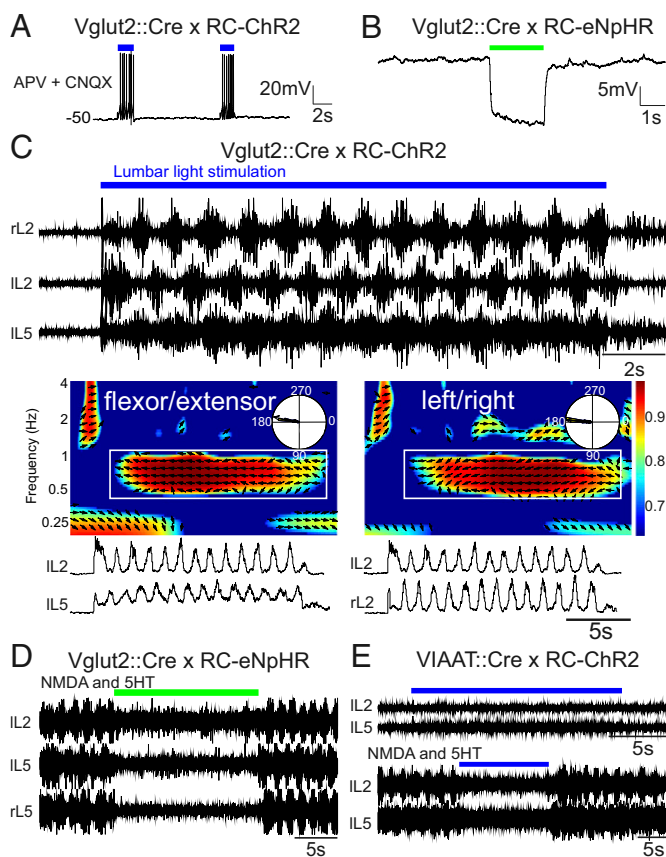 A
Vglut2::Cre x RC-ChR2
APV + CNQX
-50
20mV
2s
B
Vglut2::Cre x RC-eNpHR
5mV
1s
C
Vglut2::Cre x RC-ChR2
Lumbar light stimulation
rL2
lL2
lL5
2s
Frequency (Hz)
4
2
1
0.5
0.25
flexor/extensor
270
180
0
90
left/right
270
180
0
90
0.9
0.8
0.7
lL2
lL5
lL2
rL2
5s
D
Vglut2::Cre x RC-eNpHR
NMDA and 5HT
lL2
lL5
rL5
5s
E
VIAAT::Cre x RC-ChR2
lL2
lL5
5s
NMDA and 5HT
lL2
lL5
5s